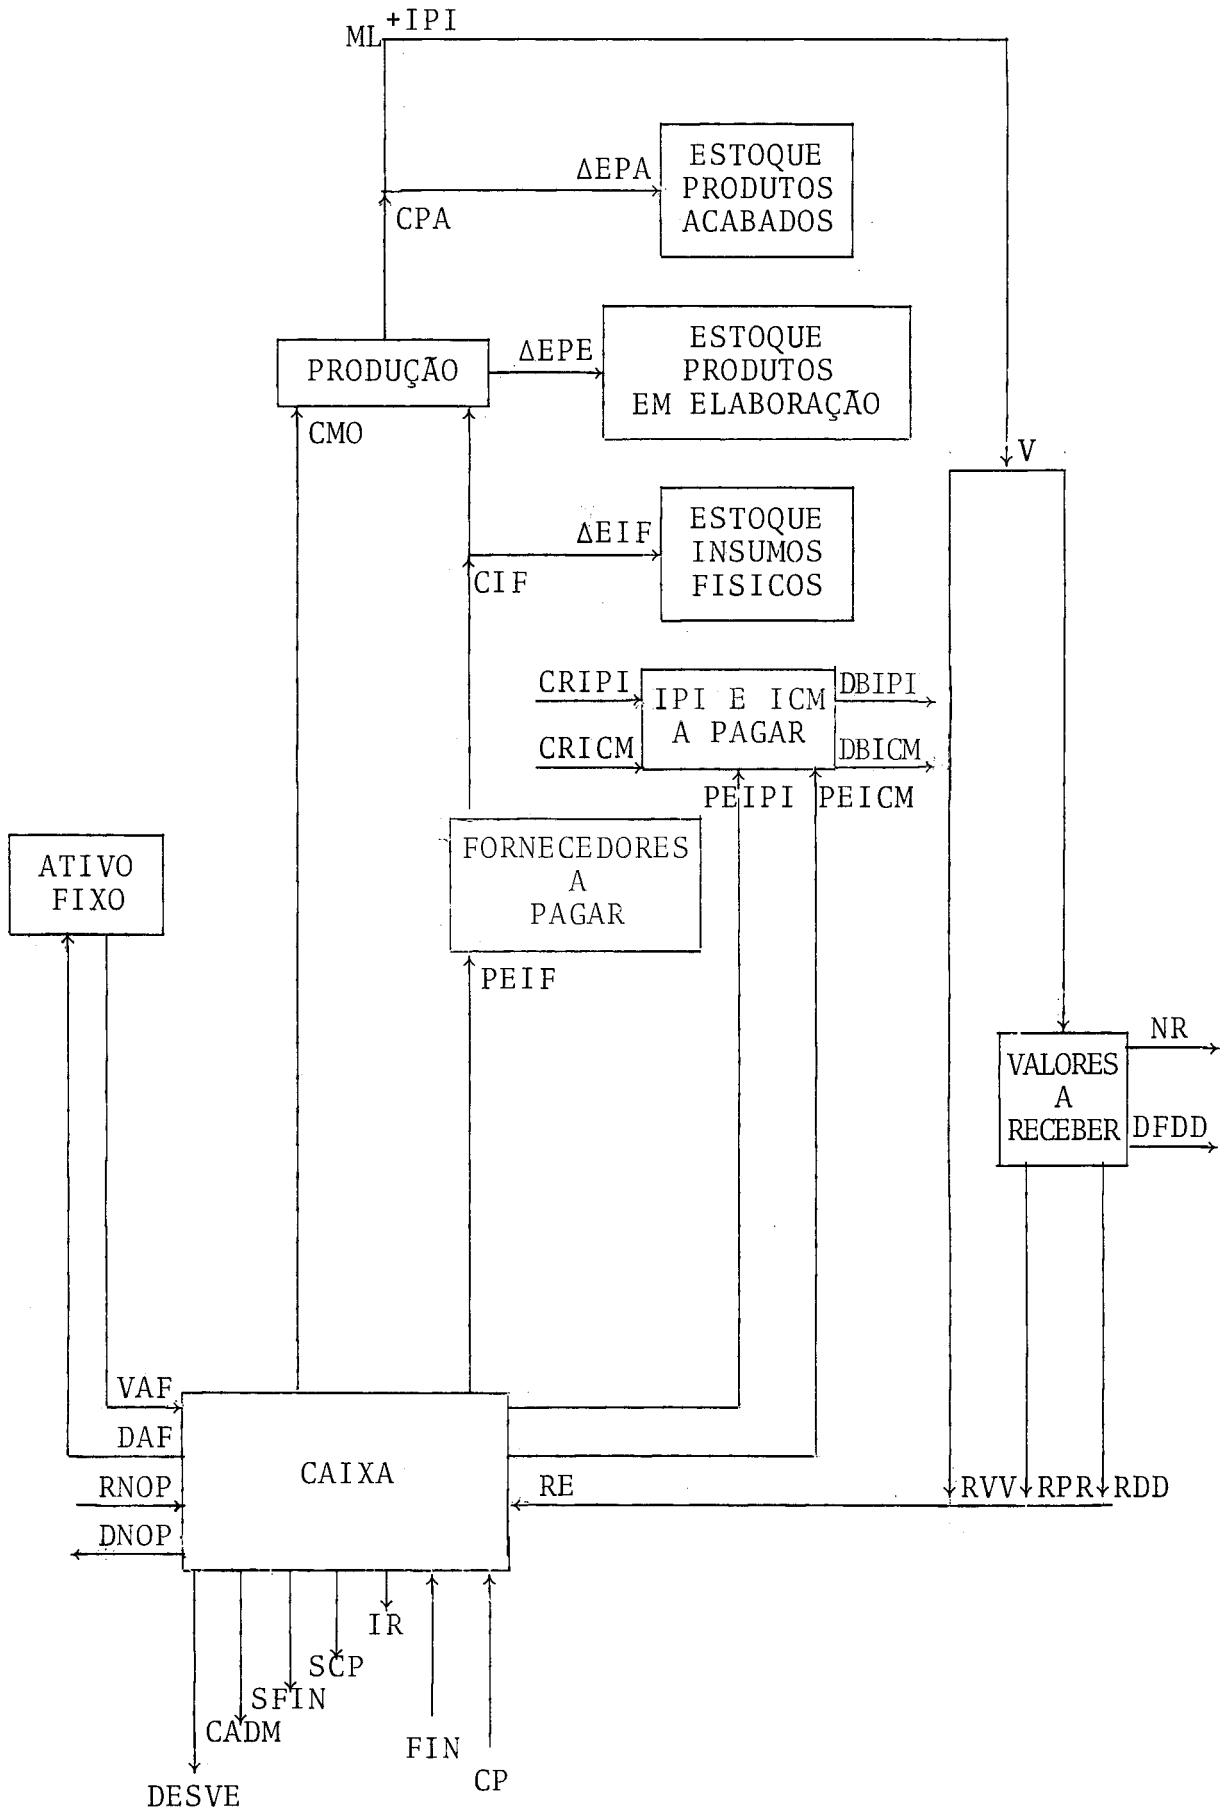 ML+IPI
ΔEPA
ESTOQUE
PRODUTOS
ACABADOS
CPA
PRODUÇÃO
ΔEPE
ESTOQUE
PRODUTOS
EM ELABORAÇÃO
CMO
V
ΔEIF
ESTOQUE
INSUMOS
FISICOS
CIF
CRIPI
CRICM
IPI E ICM
A PAGAR
DBIPI
DBICM
PEIPI
PEICM
FORNECEDORES
A
PAGAR
ATIVO
FIXO
PEIF
VALORES
A
RECEBER
NR
DFDD
VAF
DAF
RNOP
DNOP
CAIXA
RE
RVV
RPR
RDD
IR
SCP
SFIN
CADM
DESVE
FIN
CP